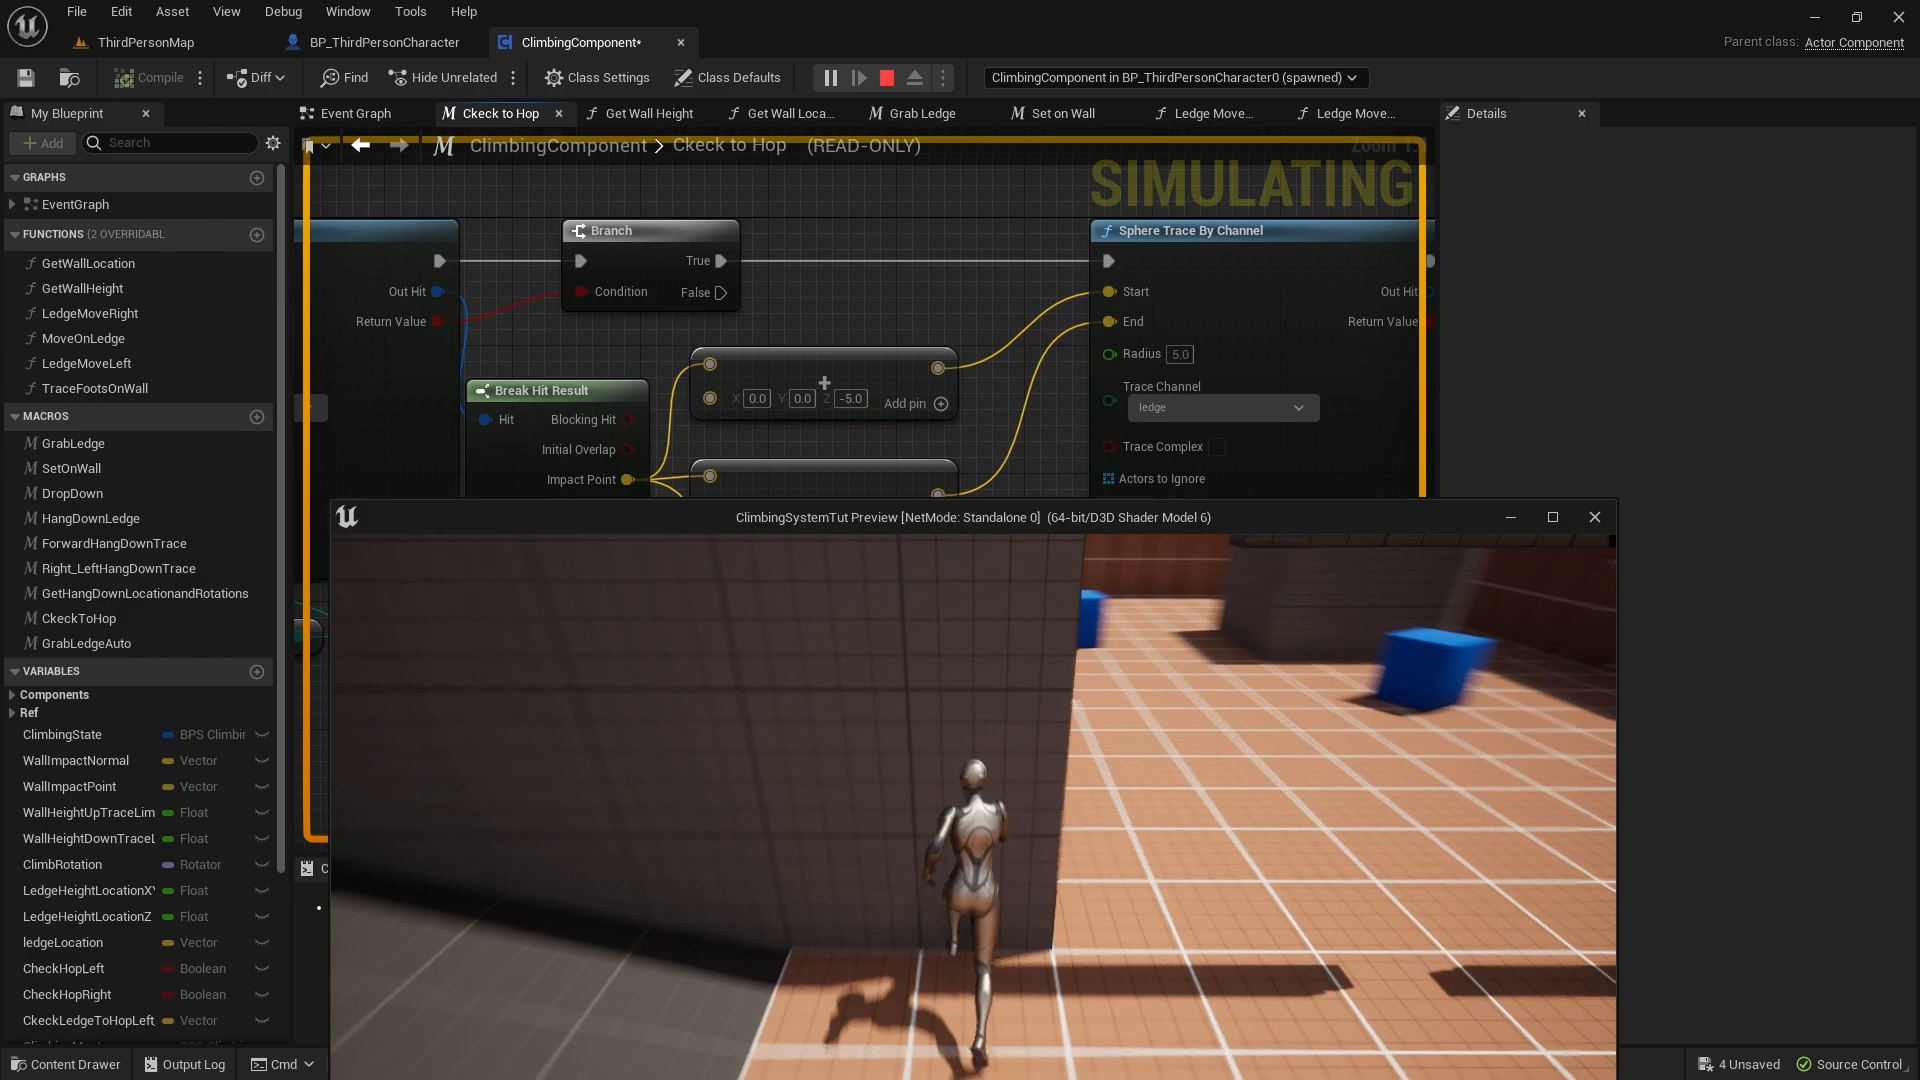 File Edit Asset View Debug Window Tools Help
ThirdPersonMap BP_ThirdPersonCharacter ClimbingComponent*
Parent class: Actor Component
Compile Diff Find Hide Unrelated Class Settings Class Defaults ClimbingComponent in BP_ThirdPersonCharacter0 (spawned)
My Blueprint Event Graph Ckeck to Hop Get Wall Height Get Wall Loca... Grab Ledge Set on Wall Ledge Move... Ledge Move... Details
Add Search
ClimbingComponent > Ckeck to Hop (READ-ONLY)
SIMULATING
GRAPHS
EventGraph
FUNCTIONS (2 OVERRIDABL
GetWallLocation
GetWallHeight
LedgeMoveRight
MoveOnLedge
LedgeMoveLeft
TraceFootsOnWall
MACROS
GrabLedge
SetOnWall
DropDown
HangDownLedge
ForwardHangDownTrace
Right_LeftHangDownTrace
GetHangDownLocationandRotations
CkeckToHop
GrabLedgeAuto
VARIABLES
Components
Ref
ClimbingState BPS Climbir
WallImpactNormal Vector
WallImpactPoint Vector
WallHeightUpTraceLim Float
WallHeightDownTraceL Float
ClimbRotation Rotator
LedgeHeightLocationXY Float
LedgeHeightLocationZ Float
ledgeLocation Vector
CheckHopLeft Boolean
CheckHopRight Boolean
CkeckLedgeToHopLeft Vector
Out Hit
Return Value
Branch
True
Condition False
Break Hit Result
Hit Blocking Hit
Initial Overlap
Impact Point
X 0.0 Y 0.0 Z -5.0 Add pin
Sphere Trace By Channel
Start Out Hit
End Return Value
Radius 5.0
Trace Channel
ledge
Trace Complex
Actors to Ignore
ClimbingSystemTut Preview [NetMode: Standalone 0] (64-bit/D3D Shader Model 6)
Content Drawer Output Log Cmd 4 Unsaved Source Control